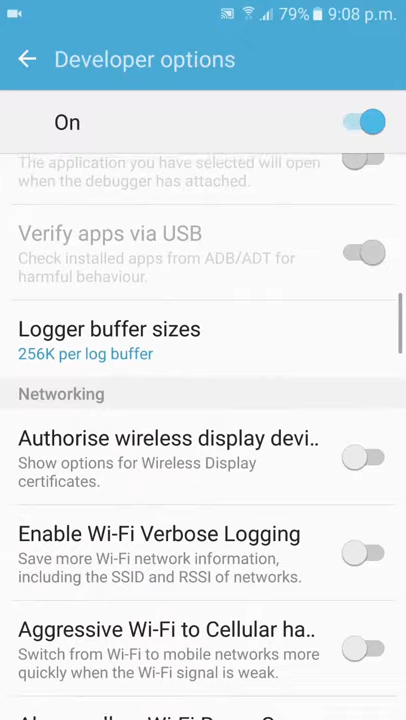 79% 9:08 p.m.
Developer options
On
The application you have selected will open
when the debugger has attached.
Verify apps via USB
Check installed apps from ADB/ADT for
harmful behaviour.
Logger buffer sizes
256K per log buffer
Networking
Authorise wireless display devi..
Show options for Wireless Display
certificates.
Enable Wi-Fi Verbose Logging
Save more Wi-Fi network information,
including the SSID and RSSI of networks.
Aggressive Wi-Fi to Cellular ha..
Switch from Wi-Fi to mobile networks more
quickly when the Wi-Fi signal is weak.